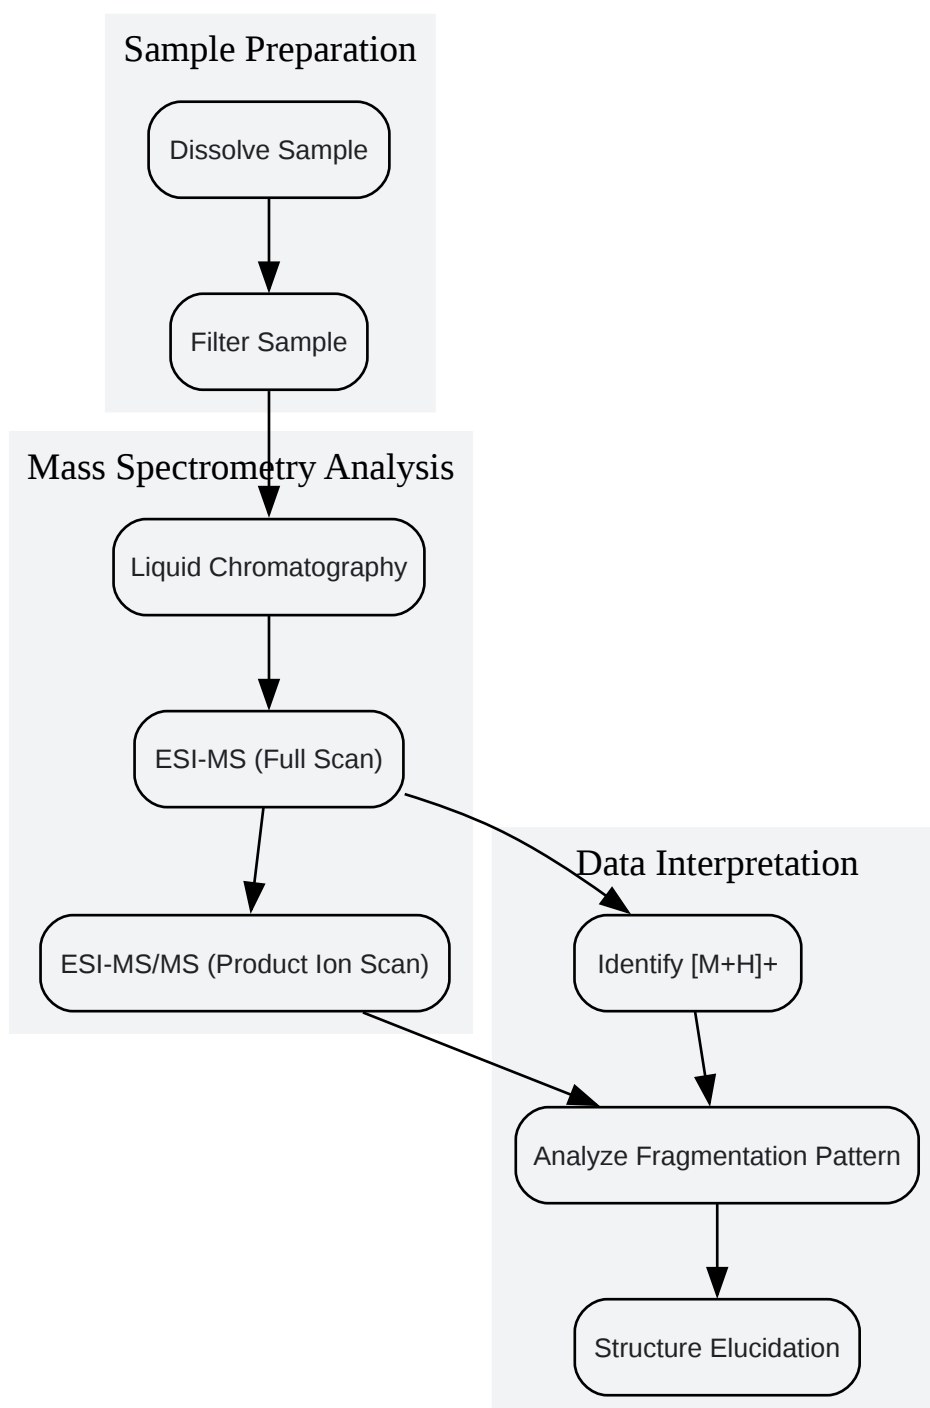 Sample Preparation
Dissolve Sample
Filter Sample
Mass Spectrometry Analysis
Liquid Chromatography
ESI-MS (Full Scan)
Data Interpretation
ESI-MS/MS (Product Ion Scan)
Identify [M+H]+
Analyze Fragmentation Pattern
Structure Elucidation